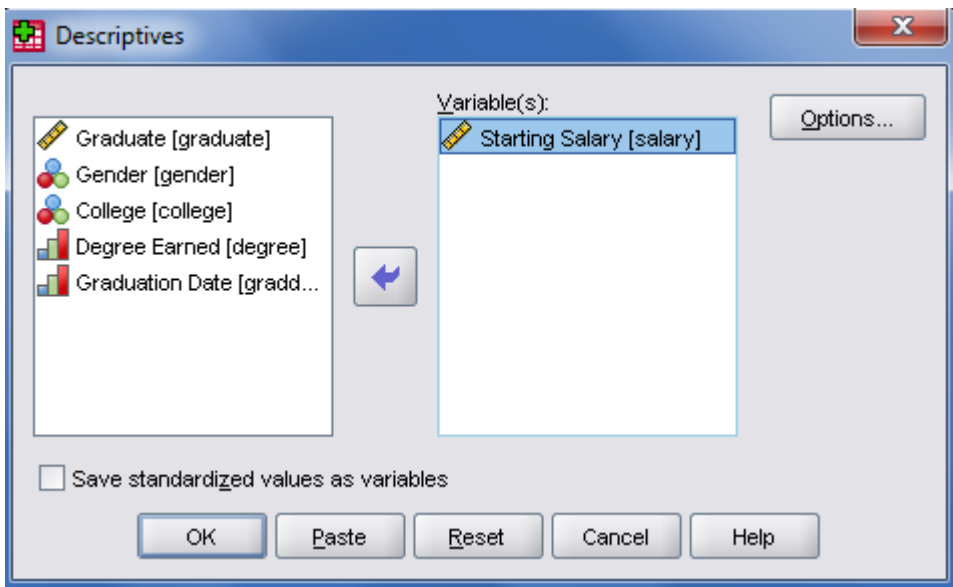 Descriptives
Variable(s):
Graduate [graduate]
Gender [gender]
College [college]
Degree Earned [degree]
Graduation Date [gradd...
Starting Salary [salary]
Options...
Save standardized values as variables
OK Paste Reset Cancel Help